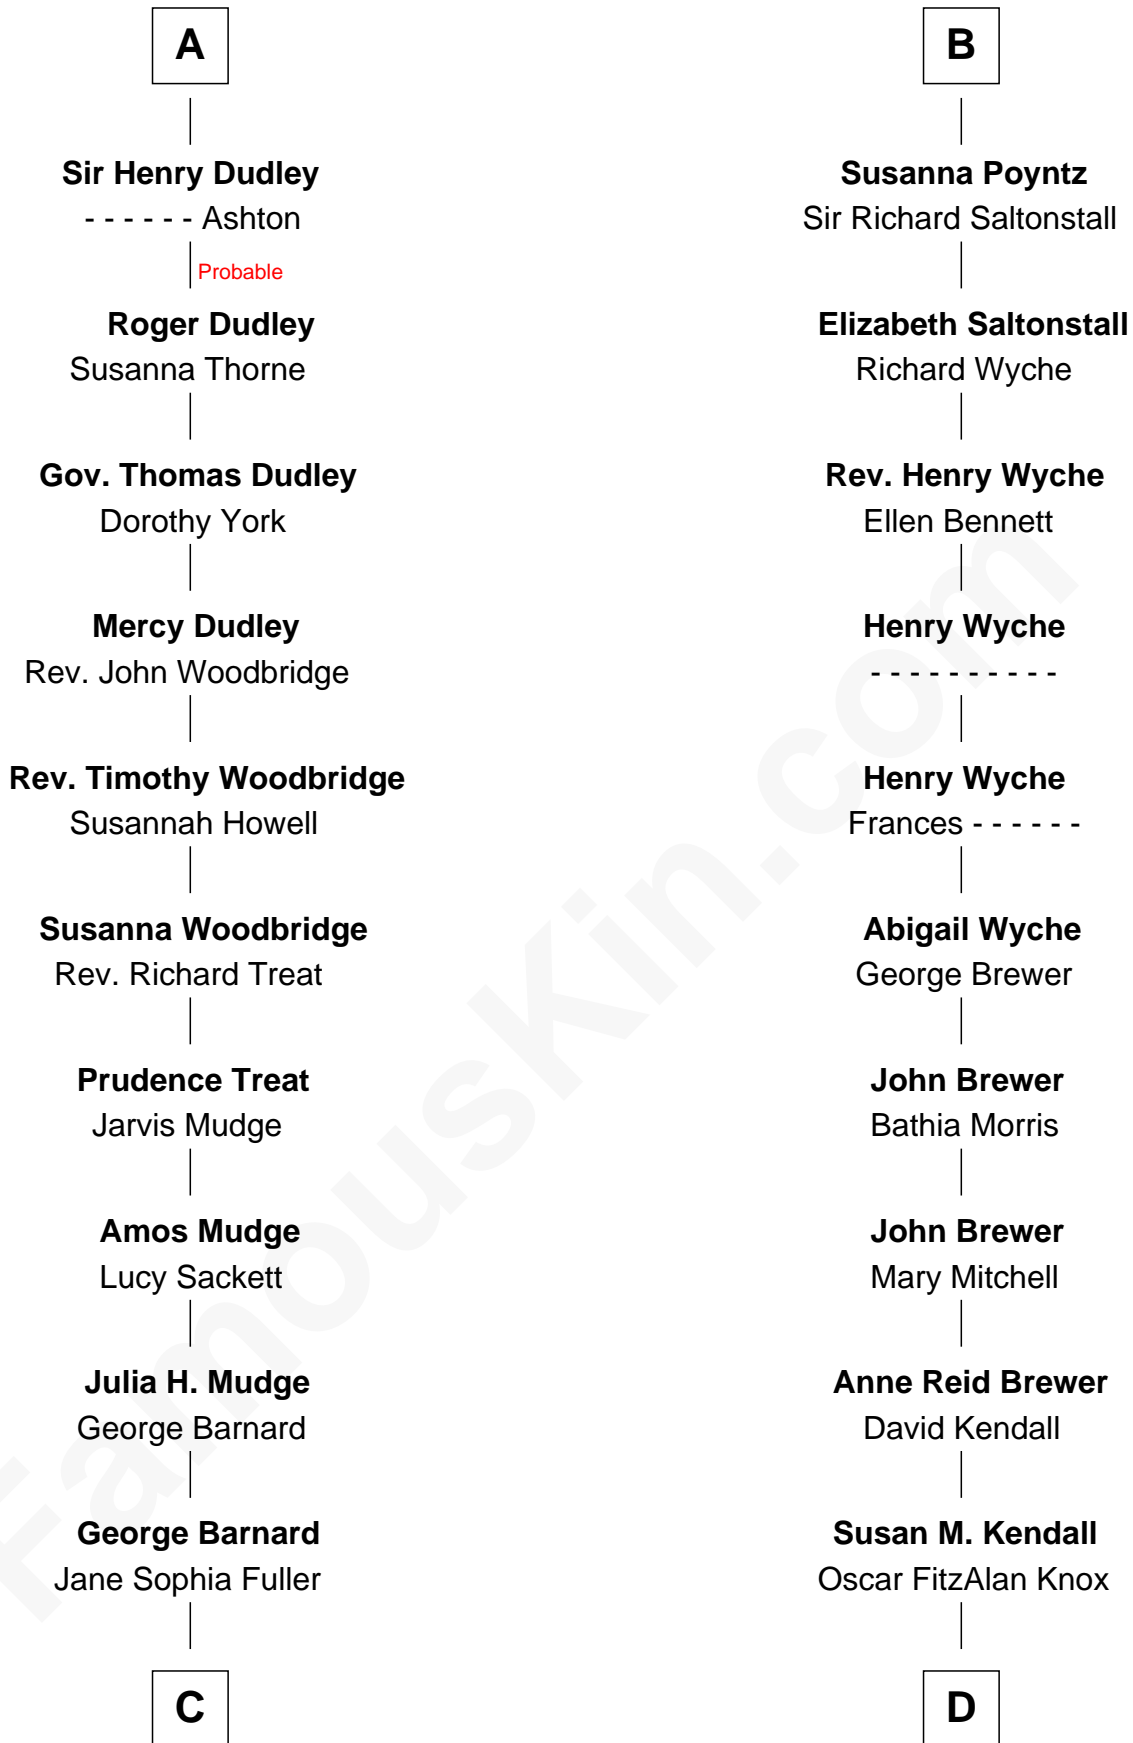 A
Sir Henry Dudley
- - - - - - Ashton
Probable
Roger Dudley
Susanna Thorne
Gov. Thomas Dudley
Dorothy York
Mercy Dudley
Rev. John Woodbridge
Rev. Timothy Woodbridge
Susannah Howell
Susanna Woodbridge
Rev. Richard Treat
Prudence Treat
Jarvis Mudge
Amos Mudge
Lucy Sackett
Julia H. Mudge
George Barnard
George Barnard
Jane Sophia Fuller
C
B
Susanna Poyntz
Sir Richard Saltonstall
Elizabeth Saltonstall
Richard Wyche
Rev. Henry Wyche
Ellen Bennett
Henry Wyche
- - - - - - - - - -
Henry Wyche
Frances - - - - - -
Abigail Wyche
George Brewer
John Brewer
Bathia Morris
John Brewer
Mary Mitchell
Anne Reid Brewer
David Kendall
Susan M. Kendall
Oscar FitzAlan Knox
D
FamousKin.com